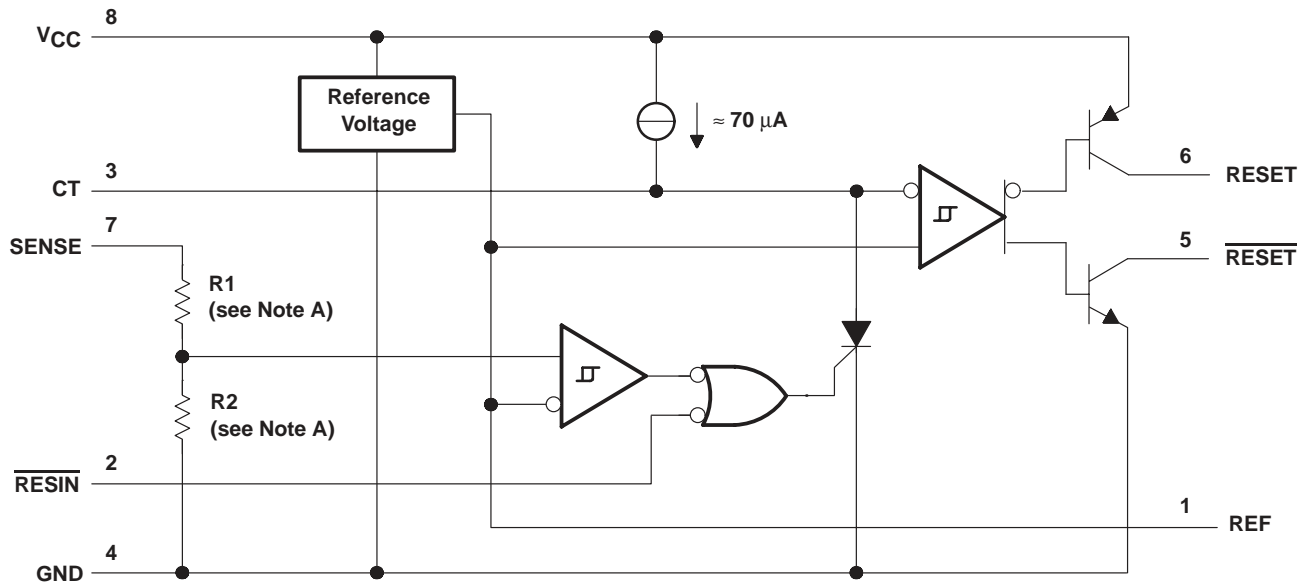 8
VCC
Reference
Voltage
≈ 70 μA
3
CT
6
RESET
7
SENSE
5
RESET
R1
(see Note A)
R2
(see Note A)
2
RESIN
1
REF
4
GND